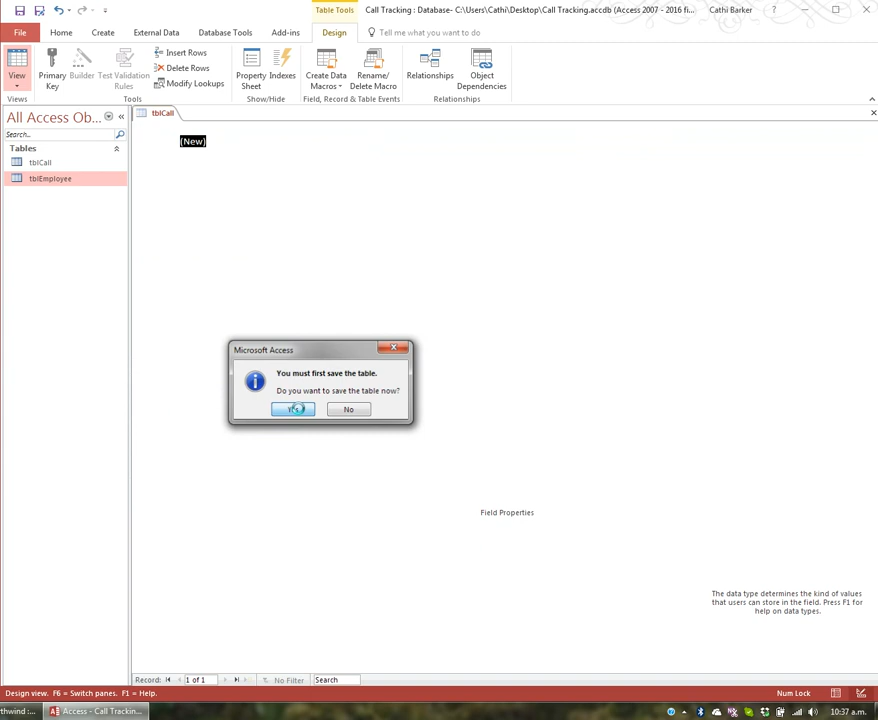 Table Tools
Call Tracking : Database- C:\Users\Cathi\Desktop\Call Tracking.accdb (Access 2007 - 2016 fi...
Cathi Barker
?
File
Home
Create
External Data
Database Tools
Add-ins
Design
Tell me what you want to do
View
Primary Key
Builder
Test Validation Rules
Insert Rows
Delete Rows
Modify Lookups
Property Sheet
Indexes
Create Data Macros
Rename/ Delete Macro
Relationships
Object Dependencies
Views
Tools
Show/Hide
Field, Record & Table Events
Relationships
All Access Ob...
Search..
Tables
tblCall
tblEmployee
tblCall
(New)
Microsoft Access
You must first save the table.
Do you want to save the table now?
No
Field Properties
The data type determines the kind of values
that users can store in the field. Press F1 for
help on data types.
Record:
1 of 1
No Filter
Search
Design view. F6 = Switch panes. F1 = Help.
Num Lock
thwind :...
Access - Call Trackin...
10:37 a.m.